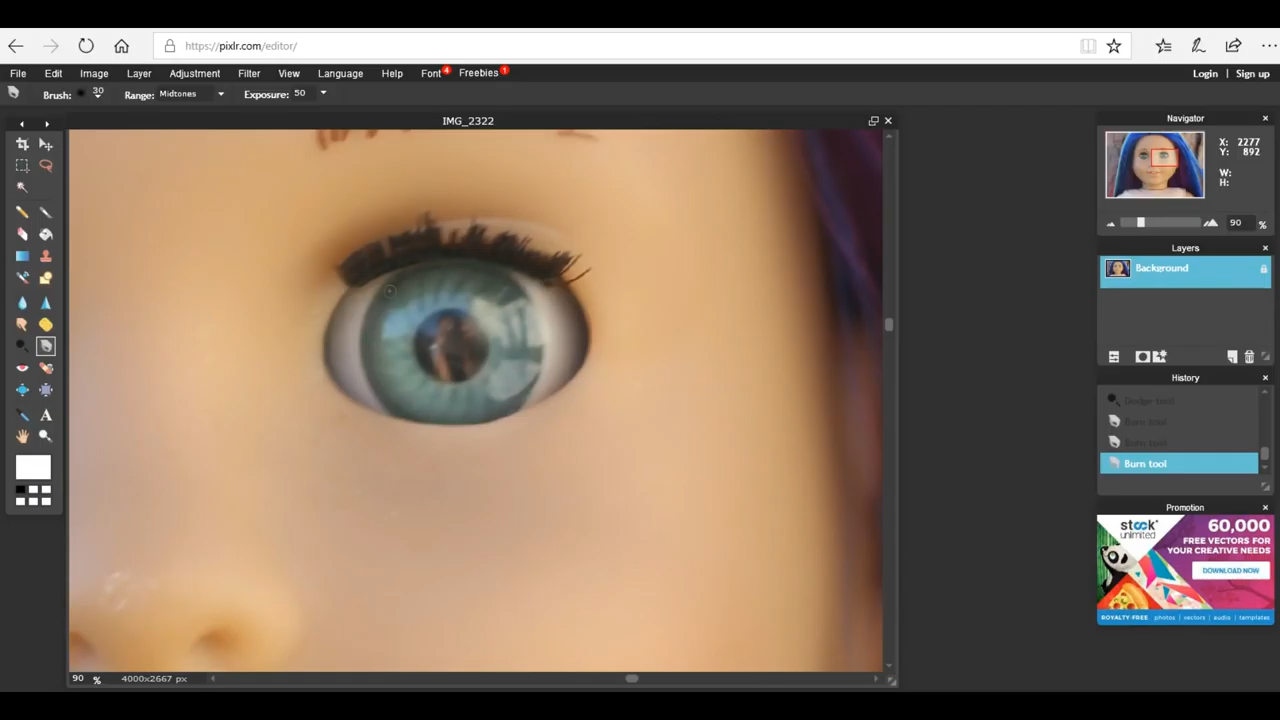 https://pixlr.com/editor/
File Edit Image Layer Adjustment Filter View Language Help Font 4 Freebies 1 Login Sign up
Brush: 30 Range: Midtones Exposure: 50
IMG_2322
Navigator
X: 2277
Y: 892
W:
H:
90 %
Layers
Background
History
Dodge tool
Burn tool
Burn tool
Burn tool
Promotion
stock unlimited
60,000
FREE VECTORS FOR
YOUR CREATIVE NEEDS
DOWNLOAD NOW
ROYALTY-FREE photos | vectors | audio | templates
A
90 % 4000x2667 px